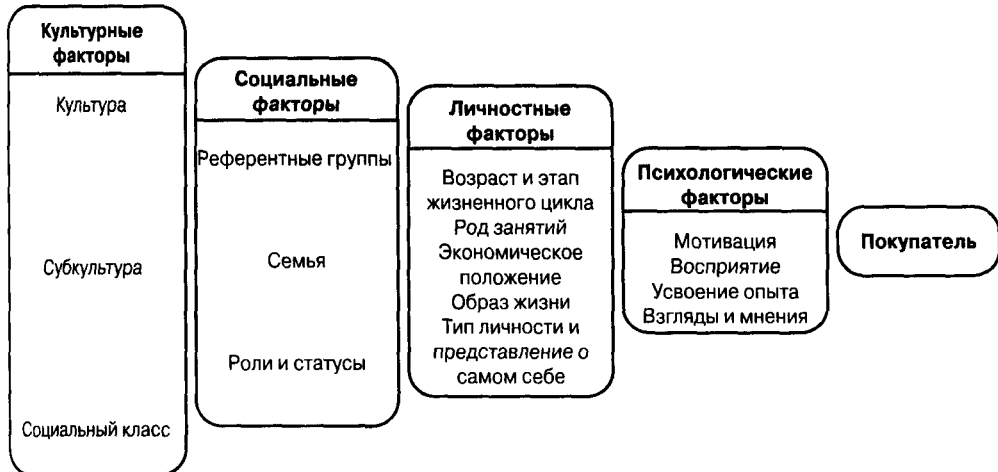 Культурные
факторы
Культура
Субкультура
Социальный класс
Социальные
факторы
Референтные группы
Семья
Роли и статусы
Личностные
факторы
Возраст и этап
жизненного цикла
Род занятий
Экономическое
положение
Образ жизни
Тип личности и
представление о
самом себе
Психологические
факторы
Мотивация
Восприятие
Усвоение опыта
Взгляды и мнения
Покупатель